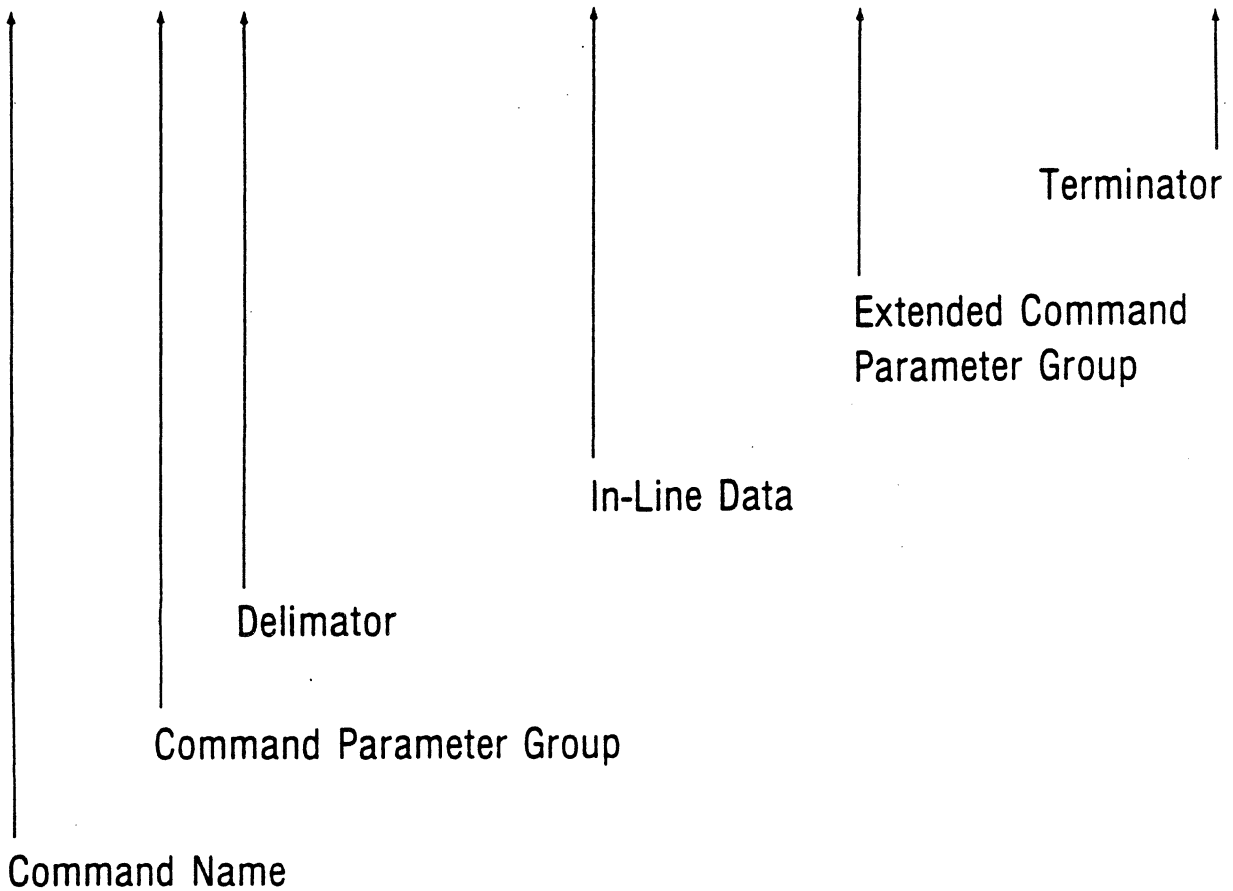 Terminator
Extended Command
Parameter Group
In-Line Data
Delimator
Command Parameter Group
Command Name